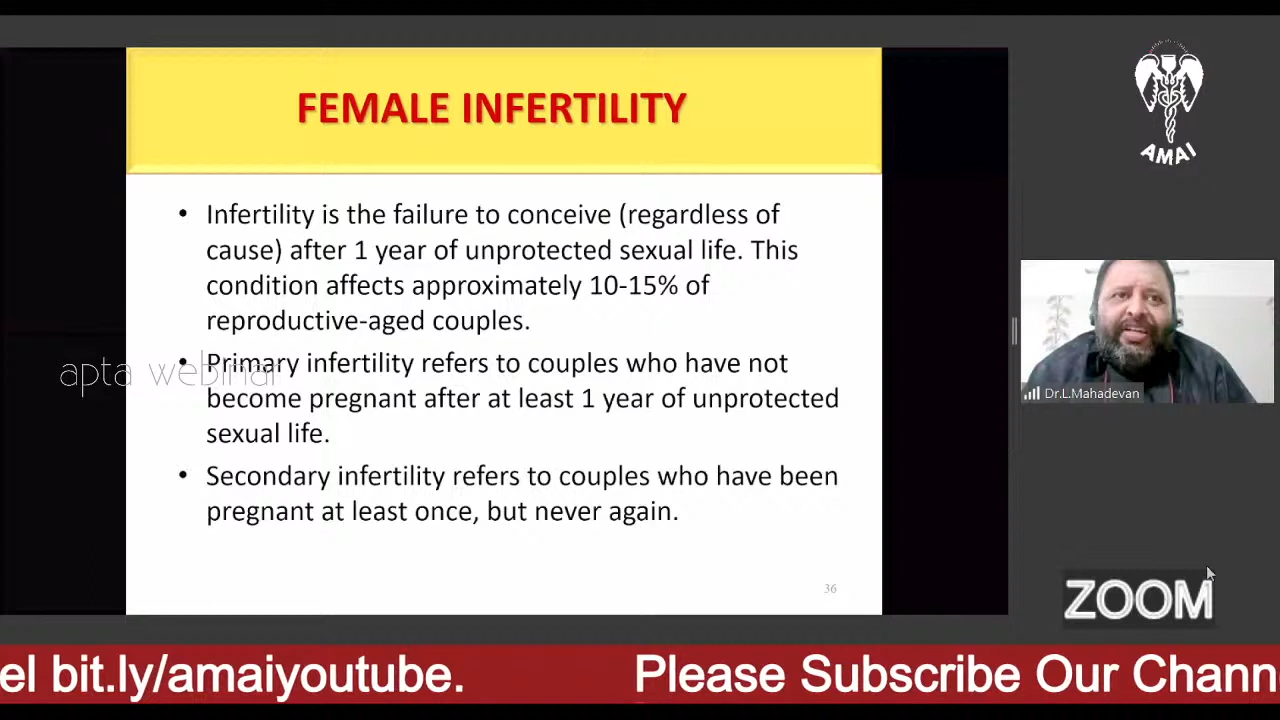 FEMALE INFERTILITY
• Infertility is the failure to conceive (regardless of
cause) after 1 year of unprotected sexual life. This
condition affects approximately 10-15% of
reproductive-aged couples.
• Primary infertility refers to couples who have not
become pregnant after at least 1 year of unprotected
sexual life.
• Secondary infertility refers to couples who have been
pregnant at least once, but never again.
36
apta webinar
AMAI
Dr.L.Mahadevan
ZOOM
el bit.ly/amaiyoutube. Please Subscribe Our Chann